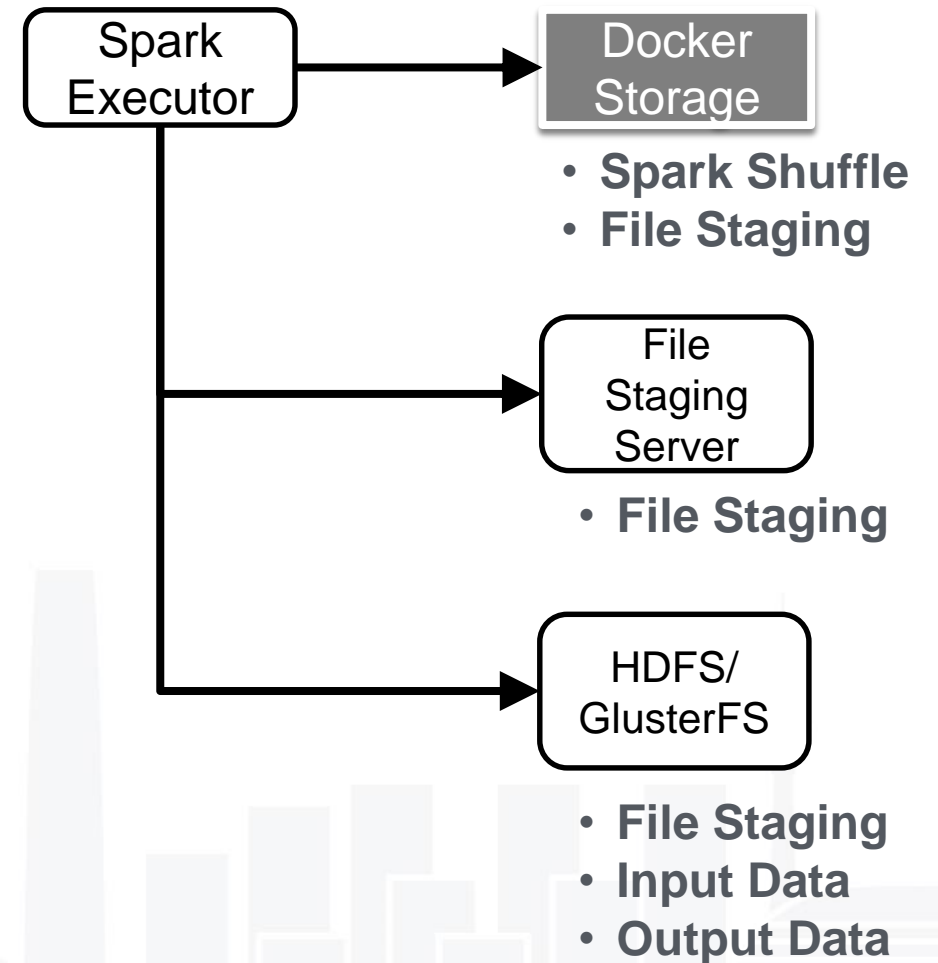 Spark
Executor
Docker
Storage
• Spark Shuffle
• File Staging
File
Staging
Server
• File Staging
HDFS/
GlusterFS
• File Staging
• Input Data
• Output Data